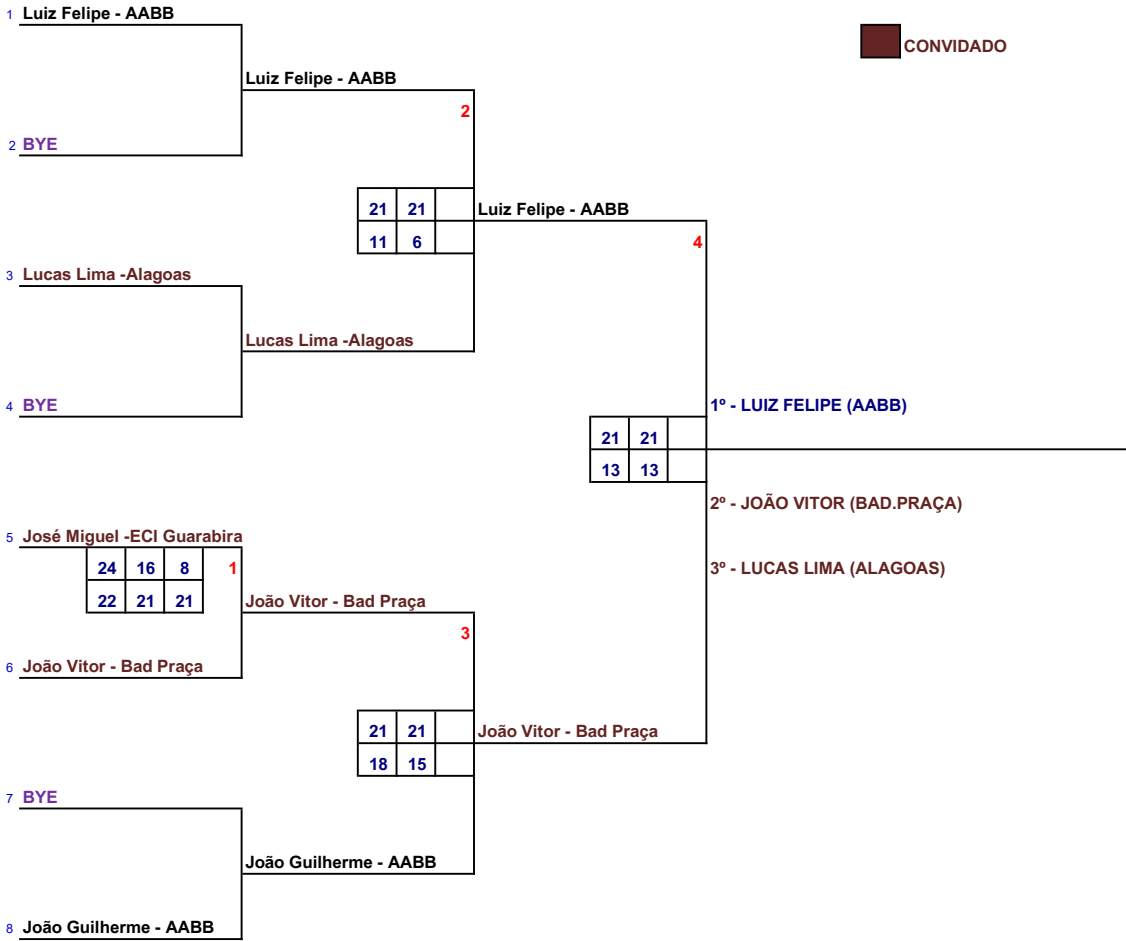 1 Luiz Felipe - AABB
CONVIDADO
Luiz Felipe - AABB
2
2 BYE
21 21
Luiz Felipe - AABB
11 6
4
3 Lucas Lima -Alagoas
Lucas Lima -Alagoas
4 BYE
1º - LUIZ FELIPE (AABB)
21 21
13 13
2º - JOÃO VITOR (BAD.PRAÇA)
5 José Miguel -ECI Guarabira
24 16 8
1
3º - LUCAS LIMA (ALAGOAS)
22 21 21
João Vitor - Bad Praça
3
6 João Vitor - Bad Praça
21 21
João Vitor - Bad Praça
18 15
7 BYE
João Guilherme - AABB
8 João Guilherme - AABB